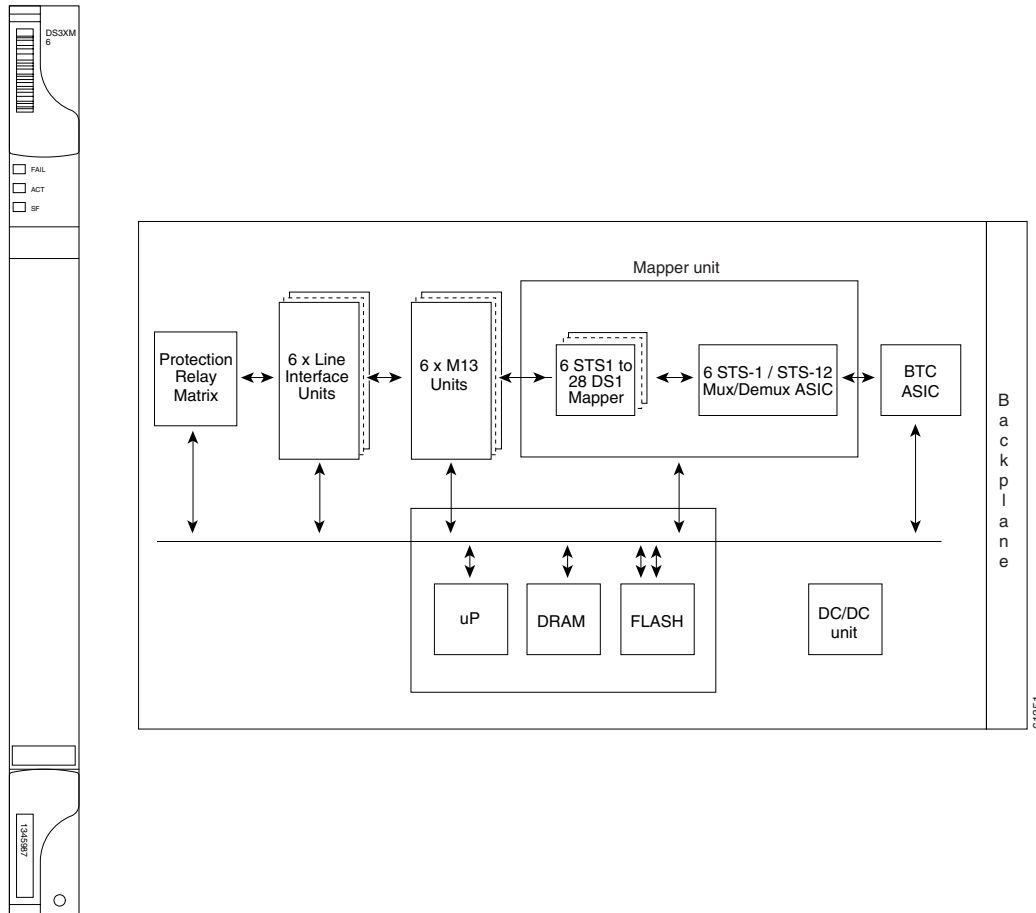 DS3XM
6
FAIL
ACT
SF
Mapper unit
Protection
Relay
Matrix
6 x Line
Interface
Units
6 x M13
Units
6 STS1 to
28 DS1
Mapper
6 STS-1 / STS-12
Mux/Demux ASIC
BTC
ASIC
Backplane
uP
DRAM
FLASH
DC/DC
unit
1345987